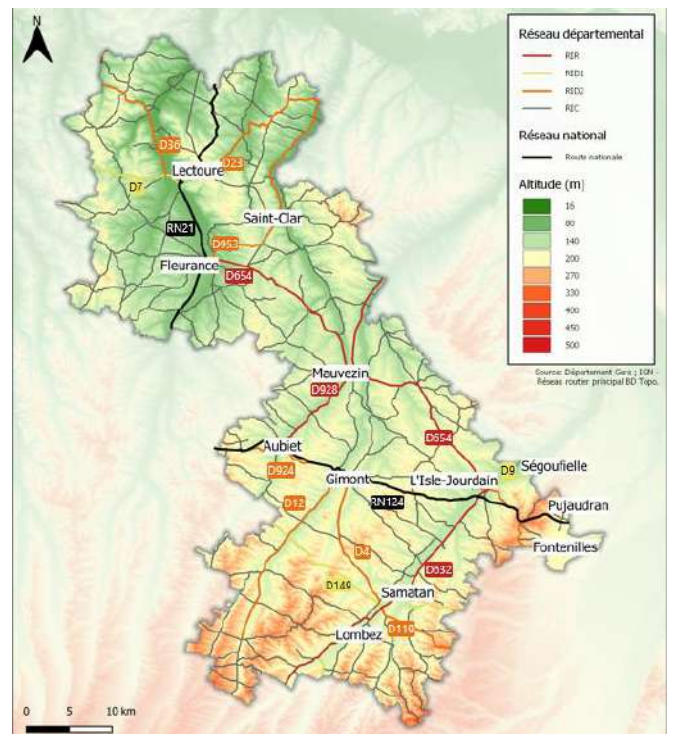 N
Réseau départemental
RIR
RID1
RID2
RIC
Réseau national
Route nationale
Altitude (m)
16
80
140
200
270
330
400
450
500
Source: Département Gers ; IGN -
Réseau routier principal BD Topo.
D36
Lectoure
D23
D7
Saint-Clar
RN21
D953
Fleurance
D654
Mauvezin
D928
D654
Aubiet
D924
Gimont
L'Isle-Jourdain
D9
Ségoufielle
D12
RN124
Pujaudran
Fontenilles
D4
D149
D632
Samatan
Lombez
D119
0 5 10 km